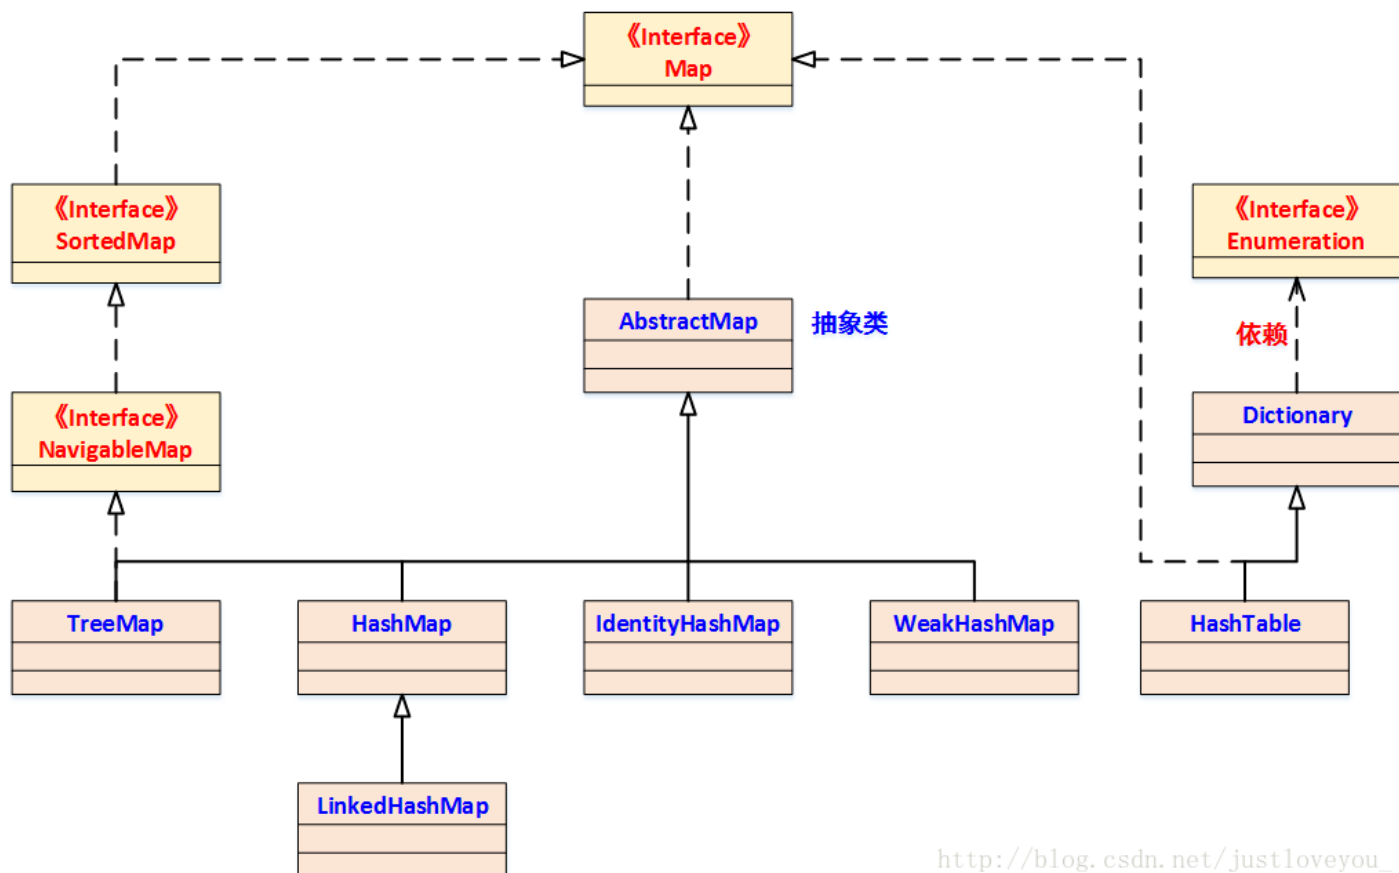 《Interface》
Map
《Interface》
SortedMap
《Interface》
Enumeration
AbstractMap
抽象类
依赖
《Interface》
NavigableMap
Dictionary
TreeMap
HashMap
IdentityHashMap
WeakHashMap
HashTable
LinkedHashMap
http://blog.csdn.net/justloveyou_